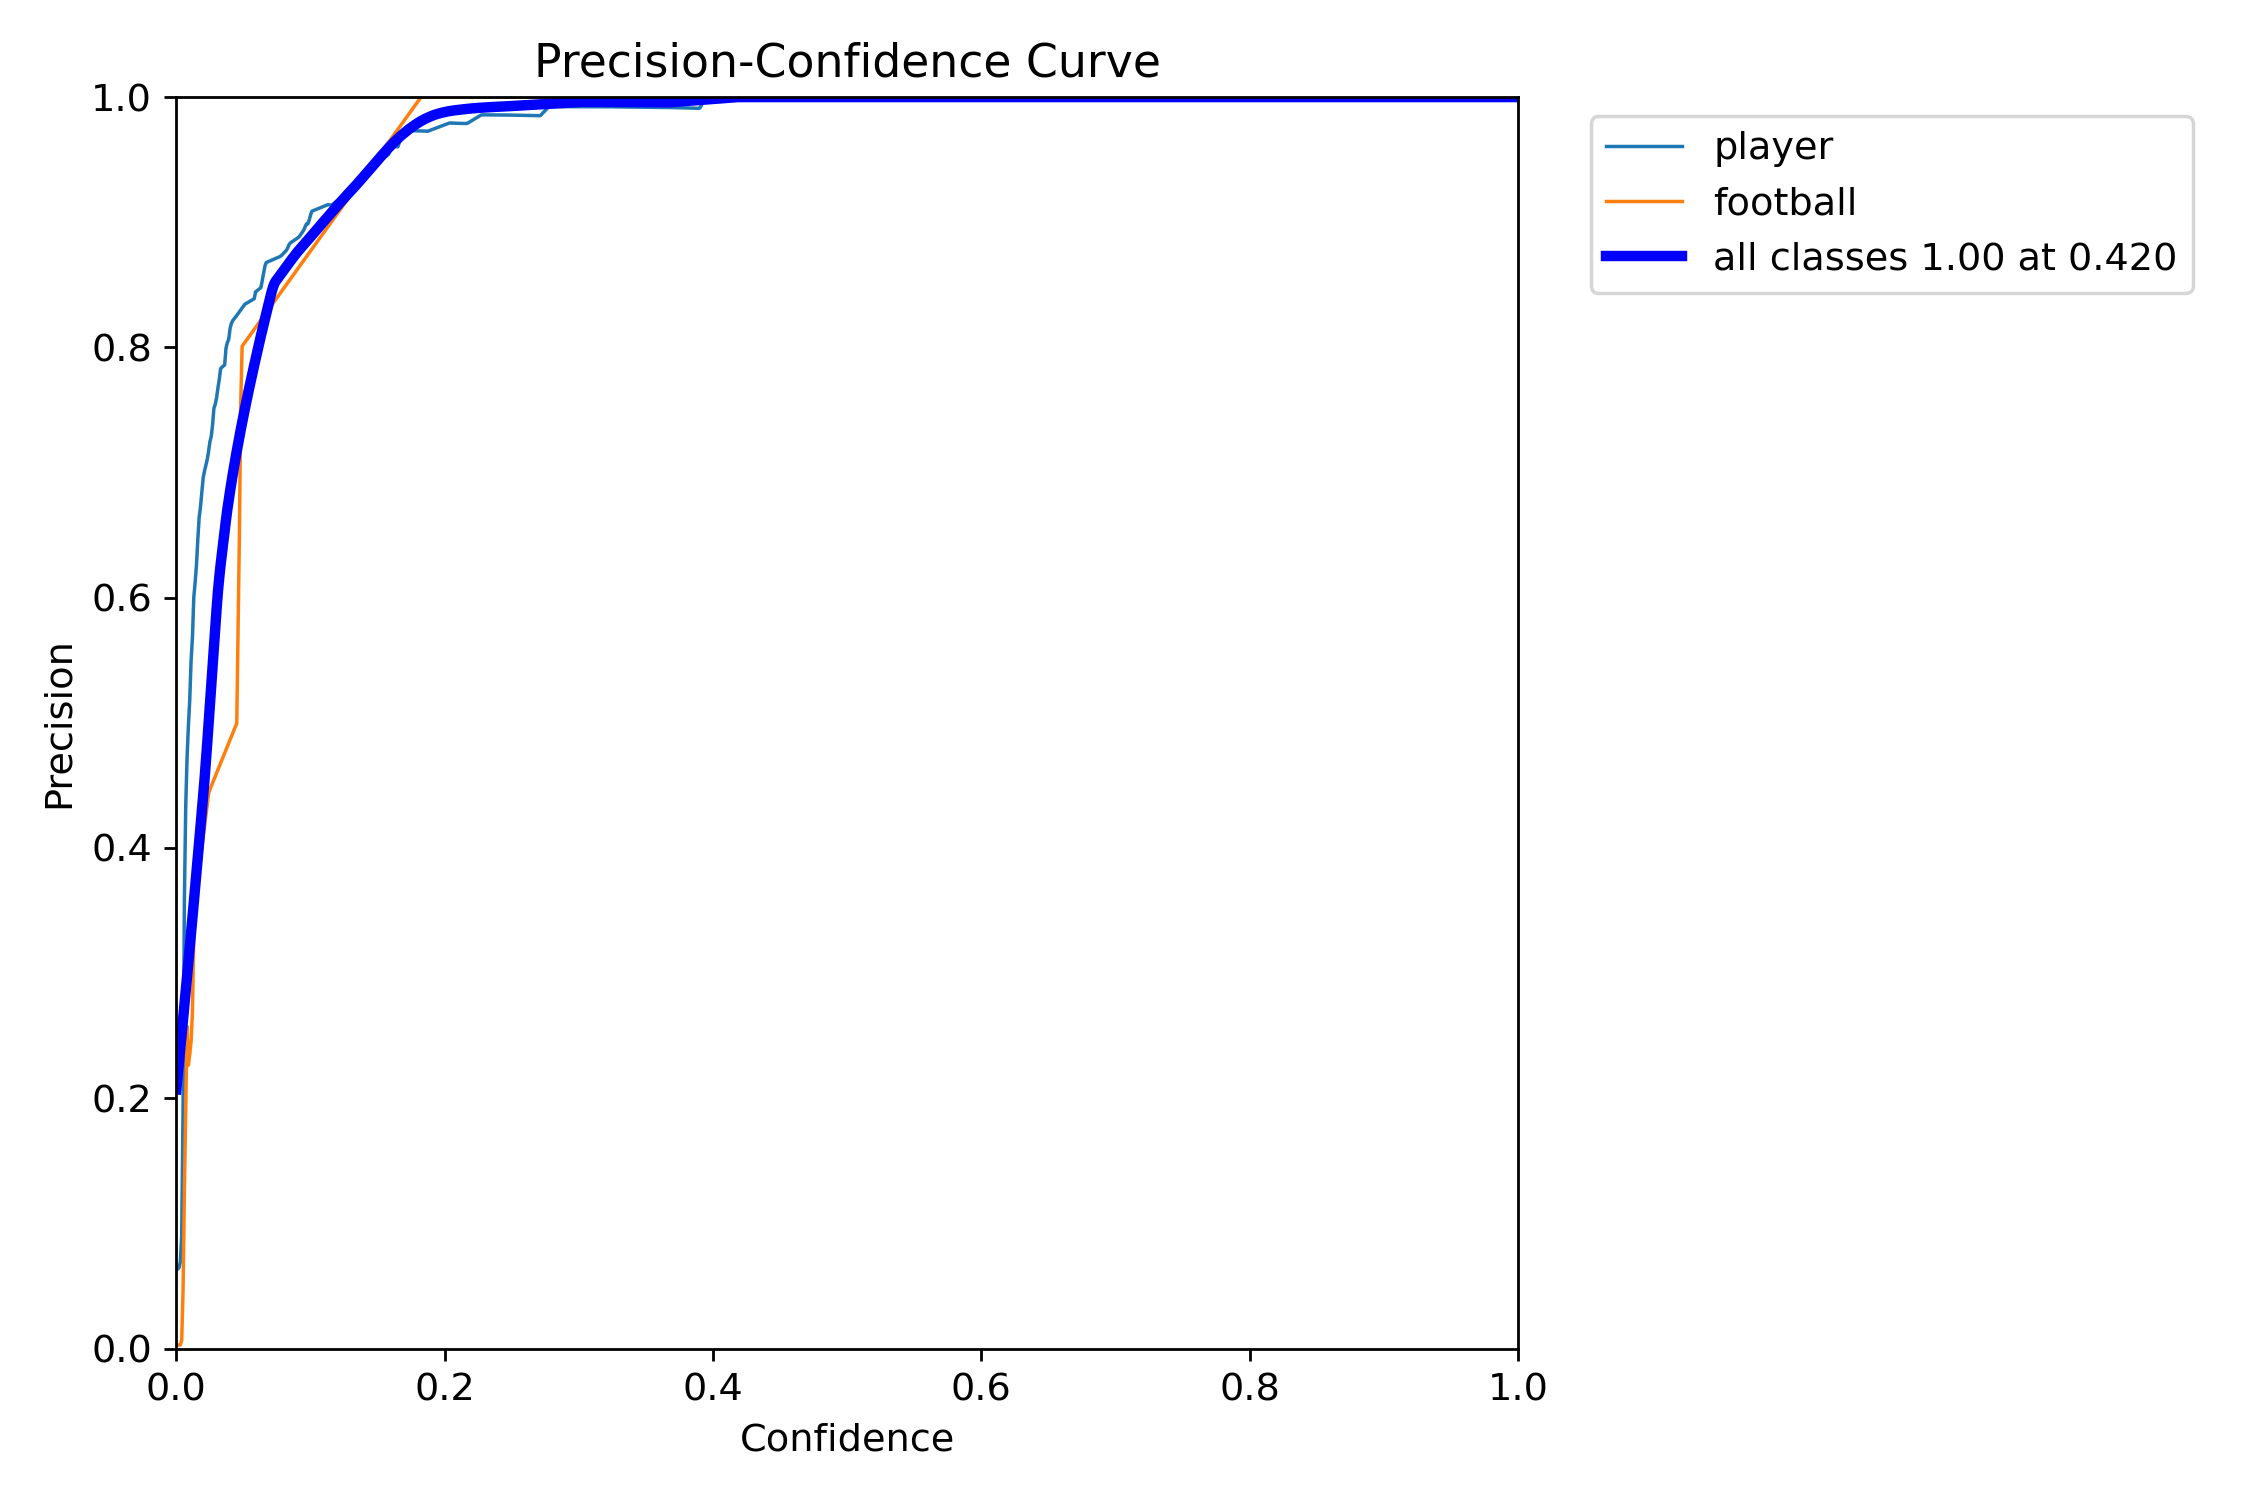 Precision-Confidence Curve
1.0
0.8
0.6
0.4
0.2
0.0
Precision
0.0 0.2 0.4 0.6 0.8 1.0
Confidence
player
football
all classes 1.00 at 0.420